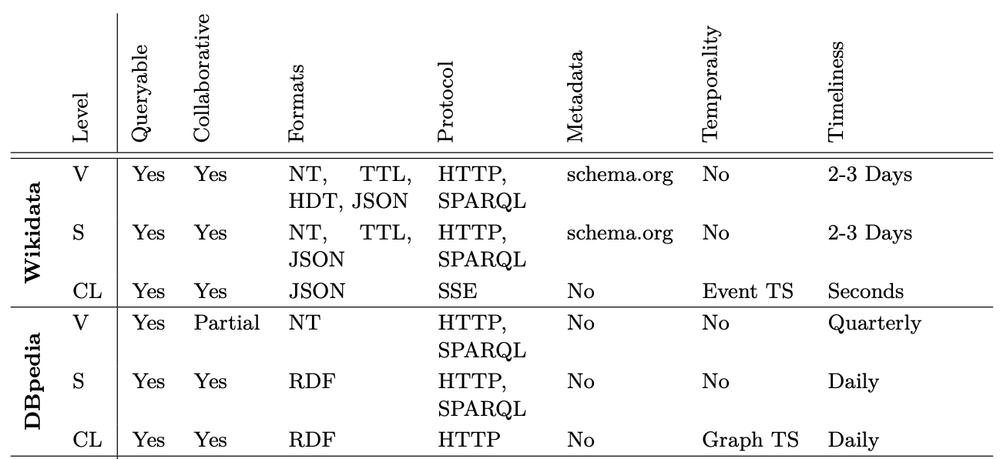 Level Queryable Collaborative Formats Protocol Metadata Temporality Timeliness
Wikidata
V Yes Yes NT, TTL, HTTP, schema.org No 2-3 Days
HDT, JSON SPARQL
S Yes Yes NT, TTL, HTTP, schema.org No 2-3 Days
JSON SPARQL
CL Yes Yes JSON SSE No Event TS Seconds
DBpedia
V Yes Partial NT HTTP, No No Quarterly
SPARQL
S Yes Yes RDF HTTP, No No Daily
SPARQL
CL Yes Yes RDF HTTP No Graph TS Daily